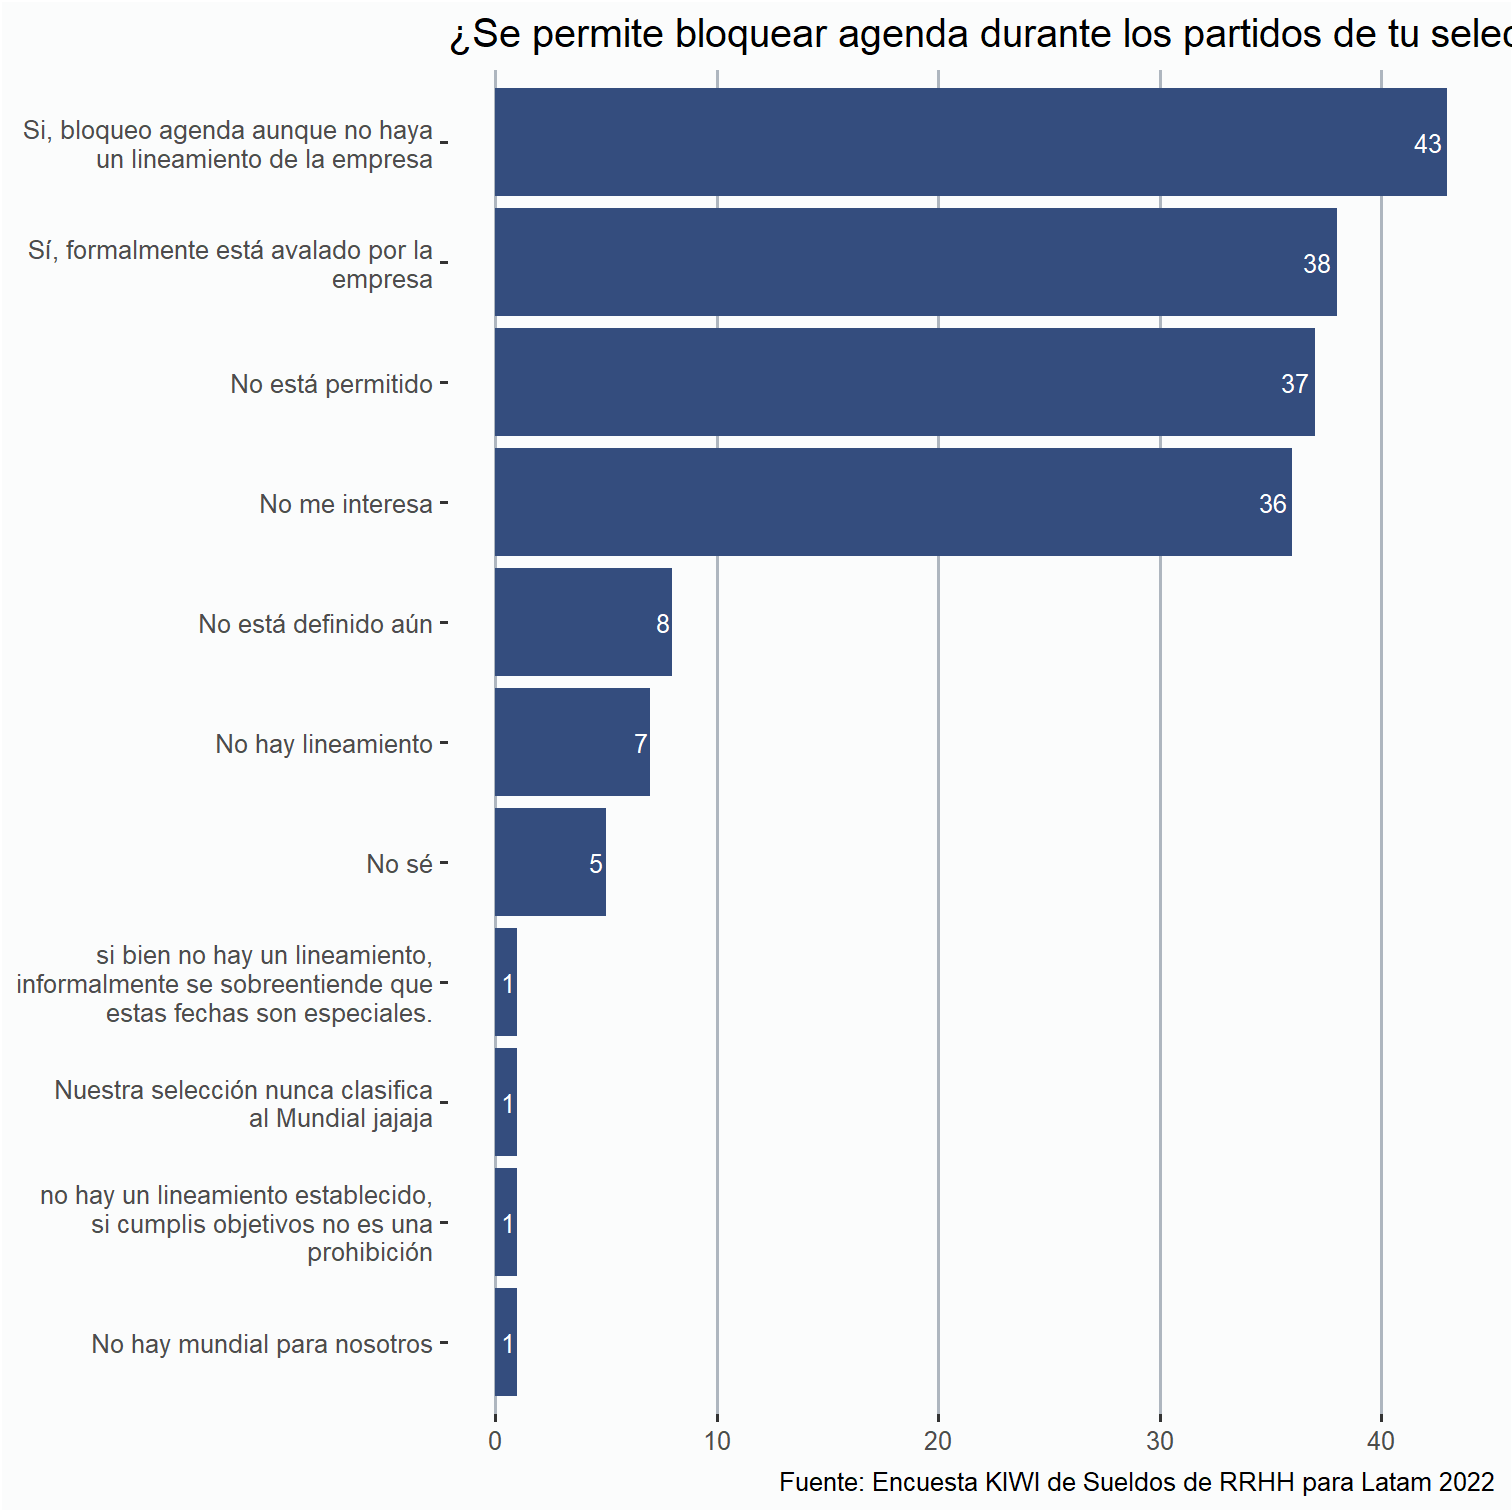 ¿Se permite bloquear agenda durante los partidos de tu selec
Si, bloqueo agenda aunque no haya
un lineamiento de la empresa
43
Sí, formalmente está avalado por la
empresa
38
No está permitido
37
No me interesa
36
No está definido aún
8
No hay lineamiento
7
No sé
5
si bien no hay un lineamiento,
informalmente se sobreentiende que
estas fechas son especiales.
1
Nuestra selección nunca clasifica
al Mundial jajaja
1
no hay un lineamiento establecido,
si cumplis objetivos no es una
prohibición
1
No hay mundial para nosotros
1
0 10 20 30 40
Fuente: Encuesta KIWI de Sueldos de RRHH para Latam 2022